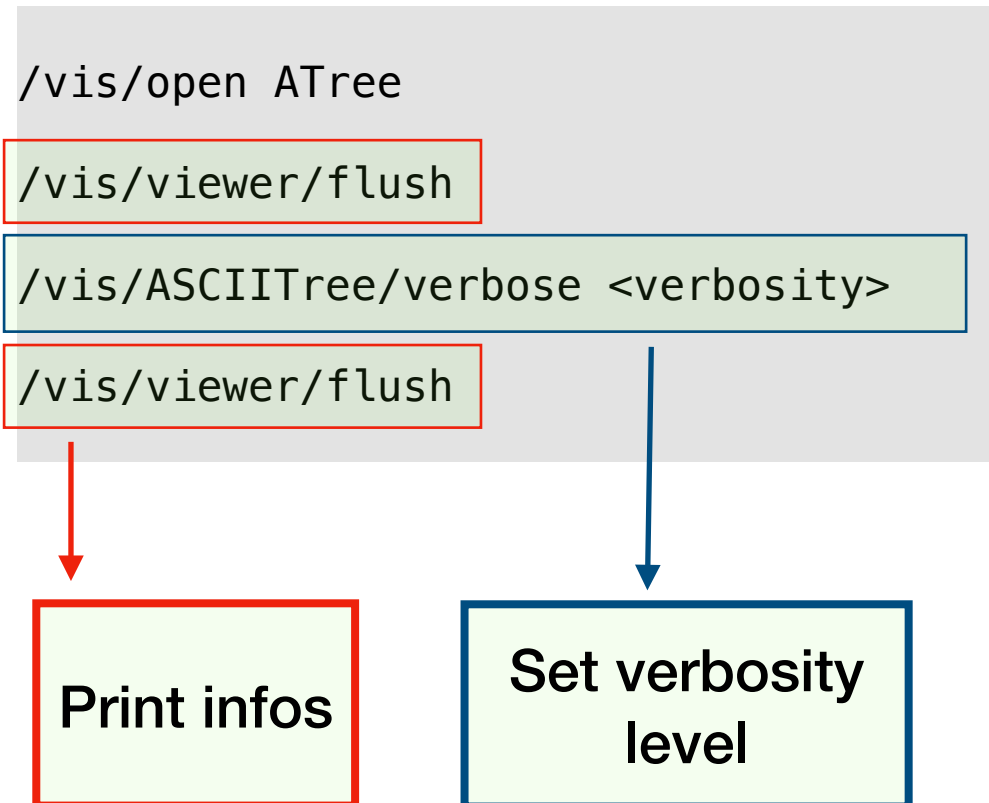 /vis/open ATree
/vis/viewer/flush
/vis/ASCIITree/verbose <verbosity>
/vis/viewer/flush
Print infos
Set verbosity
level